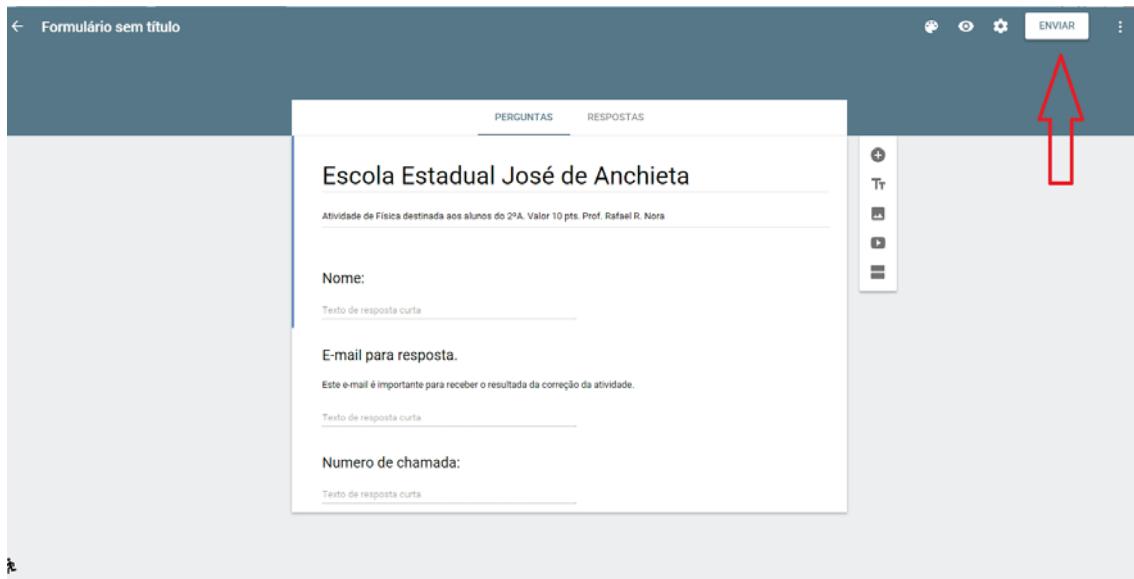 Formulário sem título
ENVIAR
PERGUNTAS RESPOSTAS
Escola Estadual José de Anchieta
Atividade de Física destinada aos alunos do 2ºA. Valor 10 pts. Prof. Rafael R. Nora
Nome:
Texto de resposta curta
E-mail para resposta.
Este e-mail é importante para receber o resultada da correção da atividade.
Texto de resposta curta
Numero de chamada:
Texto de resposta curta